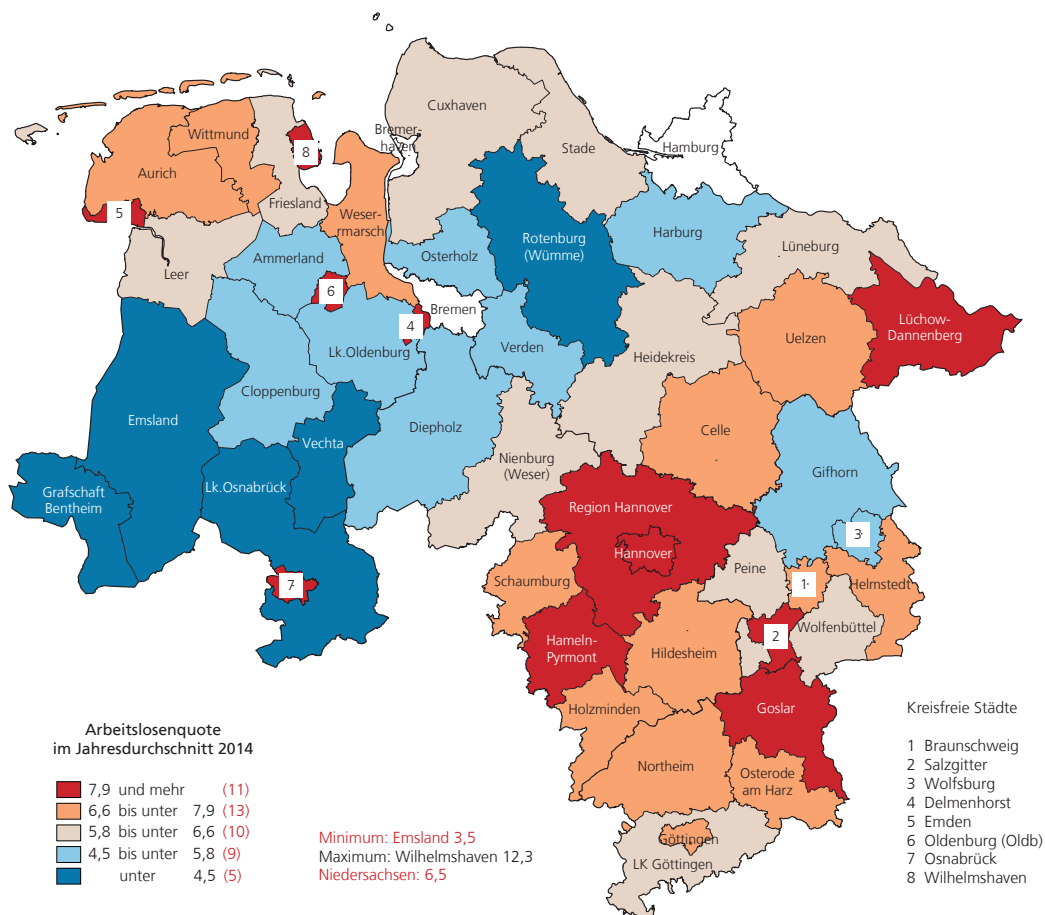 Cuxhaven
Bremer-
haven
Wittmund
8
Stade
Hamburg
Aurich
Friesland
5
Weser-
marsch
Harburg
Rotenburg
(Wümme)
Lüneburg
Osterholz
Ammerland
Leer
6
Bremen
4
Lüchow-
Dannenberg
Uelzen
Lk.Oldenburg
Verden
Heidekreis
Cloppenburg
Emsland
Diepholz
Celle
Vechta
Nienburg
(Weser)
Gifhorn
Lk.Osnabrück
Grafschaft
Bentheim
Region Hannover
3
Hannover
Peine
Schaumburg
7
1
Helmstedt
Wolfenbüttel
2
Hameln-
Pyrmont
Hildesheim
Holzminden
Goslar
Northeim
Osterode
am Harz
Göttingen
LK Göttingen
Arbeitslosenquote
im Jahresdurchschnitt 2014
7,9 und mehr (11)
6,6 bis unter 7,9 (13)
5,8 bis unter 6,6 (10)
4,5 bis unter 5,8 (9)
unter 4,5 (5)
Minimum: Emsland 3,5
Maximum: Wilhelmshaven 12,3
Niedersachsen: 6,5
Kreisfreie Städte
1 Braunschweig
2 Salzgitter
3 Wolfsburg
4 Delmenhorst
5 Emden
6 Oldenburg (Oldb)
7 Osnabrück
8 Wilhelmshaven